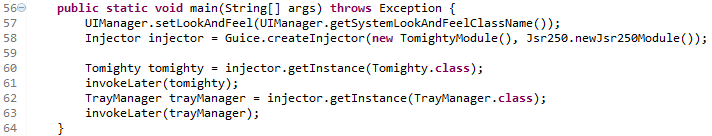 56 public static void main(String[] args) throws Exception {
57 UIManager.setLookAndFeel(UIManager.getSystemLookAndFeelClassName());
58 Injector injector = Guice.createInjector(new TomightyModule(), Jsr250.newJsr250Module());
59
60 Tomighty tomighty = injector.getInstance(Tomighty.class);
61 invokeLater(tomighty);
62 TrayManager trayManager = injector.getInstance(TrayManager.class);
63 invokeLater(trayManager);
64 }